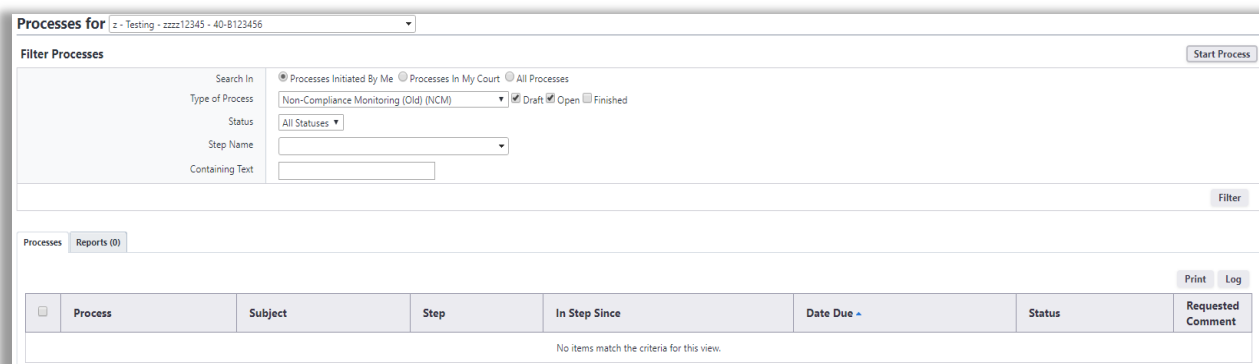 Processes for z - Testing - zzzz12345 - 40-B123456
Filter Processes Start Process
Search In Processes Initiated By Me Processes In My Court All Processes
Type of Process Non-Compliance Monitoring (Old) (NCM) Draft Open Finished
Status All Statuses
Step Name
Containing Text
Filter
Processes Reports (0)
Print Log
Process Subject Step In Step Since Date Due Status Requested Comment
No items match the criteria for this view.